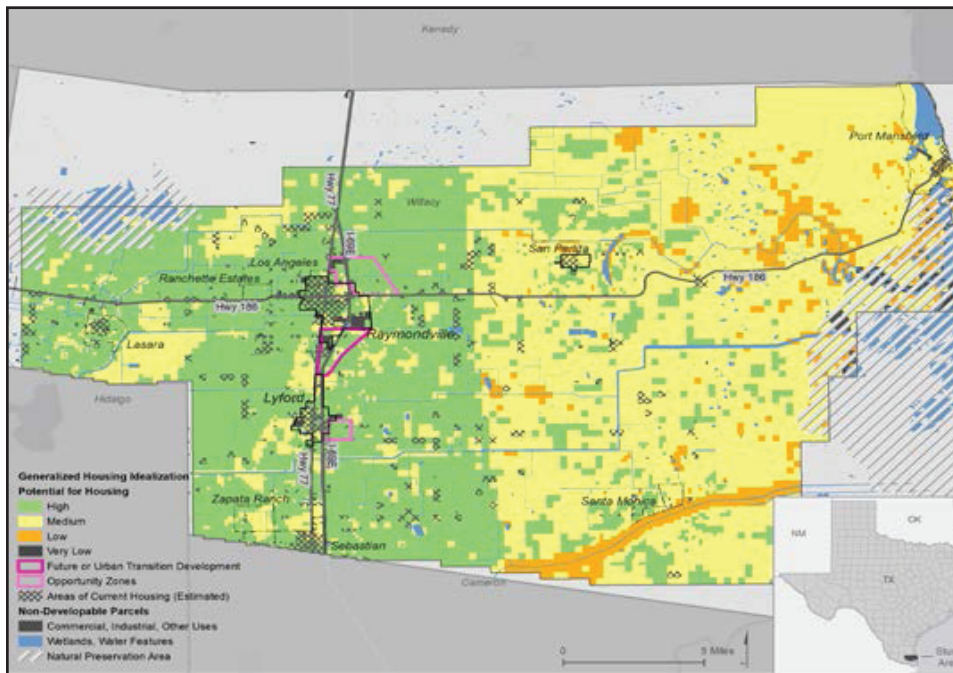 Kenedy
Port Mansfield
Hwy 77
Willacy
I-69E
San Perlita
Los Angeles
Ranchette Estates
Hwy 186
Hwy 186
Raymondville
Lasara
Hidalgo
Lyford
Hwy 77
I-69E
Zapata Ranch
Santa Monica
Sebastian
Cameron
Generalized Housing Idealization
Potential for Housing
High
Medium
Low
Very Low
Future or Urban Transition Development
Opportunity Zones
Areas of Current Housing (Estimated)
Non-Developable Parcels
Commercial, Industrial, Other Uses
Wetlands, Water Features
Natural Preservation Area
0
5 Miles
NM
OK
TX